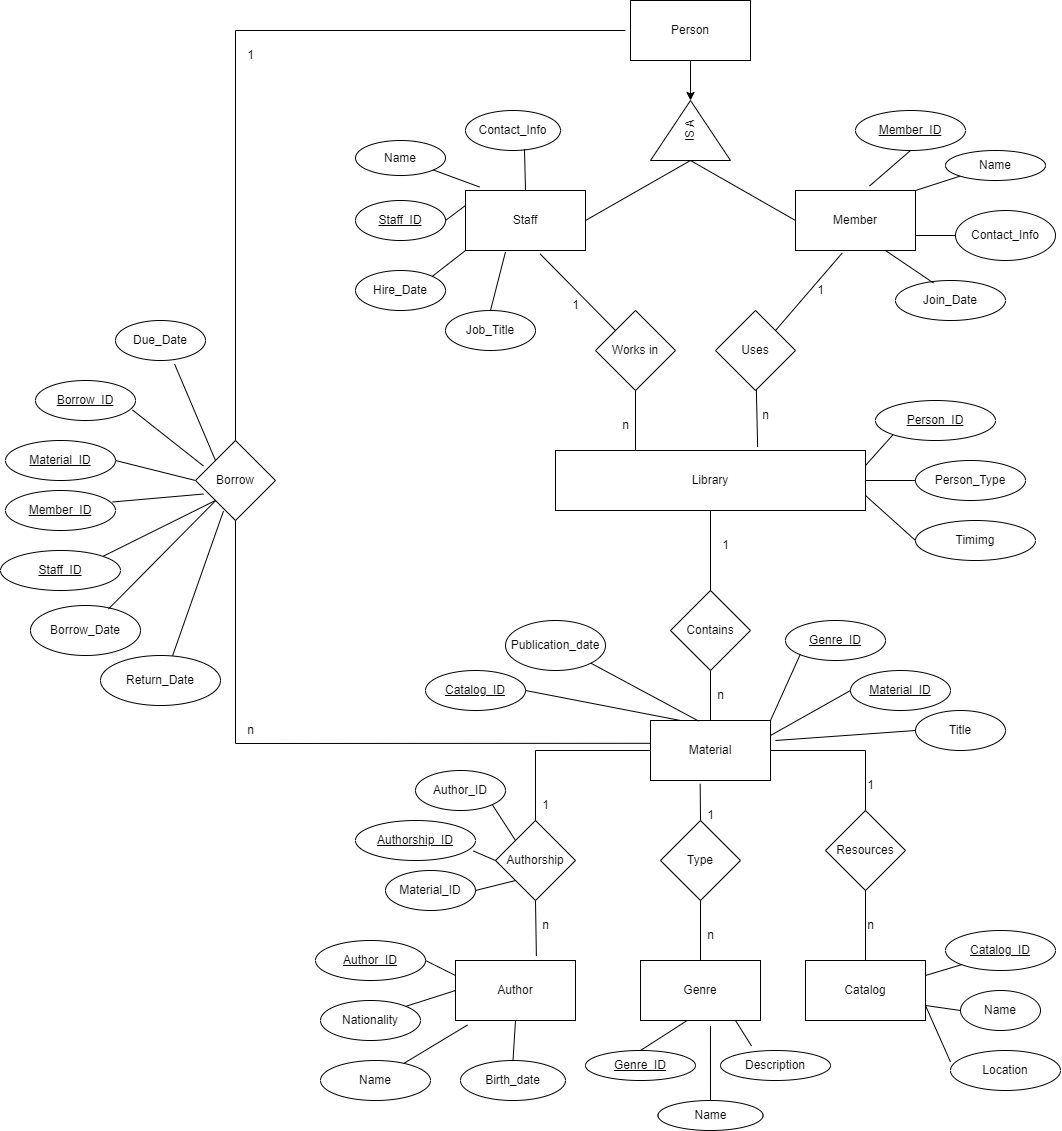 Person
1
IS A
Contact_Info
Member_ID
Name
Name
Staff_ID
Staff
Member
Contact_Info
Hire_Date
Join_Date
1
1
Job_Title
Due_Date
Works in
Uses
Borrow_ID
n
n
Person_ID
Material_ID
Borrow
Library
Person_Type
Member_ID
Timimg
1
Staff_ID
Borrow_Date
Contains
Publication_date
Genre_ID
Return_Date
Catalog_ID
n
Material_ID
n
Material
Title
Author_ID
1
1
1
Authorship_ID
Authorship
Type
Resources
Material_ID
n
n
n
Author_ID
Catalog_ID
Author
Genre
Catalog
Nationality
Name
Genre_ID
Description
Location
Name
Birth_date
Name